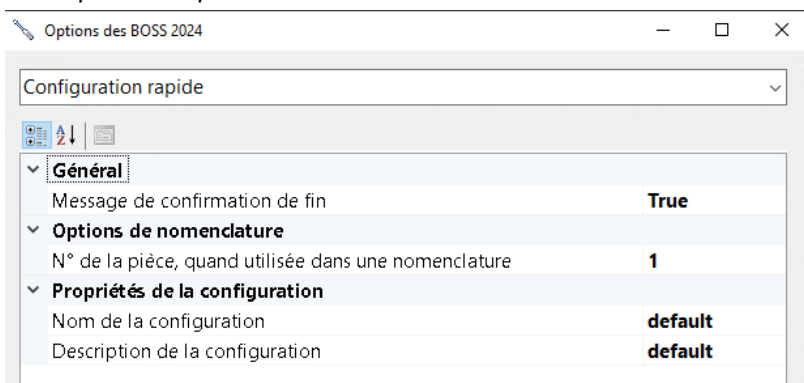 Options des BOSS 2024
Configuration rapide
Général
Message de confirmation de fin True
Options de nomenclature
N° de la pièce, quand utilisée dans une nomenclature 1
Propriétés de la configuration
Nom de la configuration default
Description de la configuration default